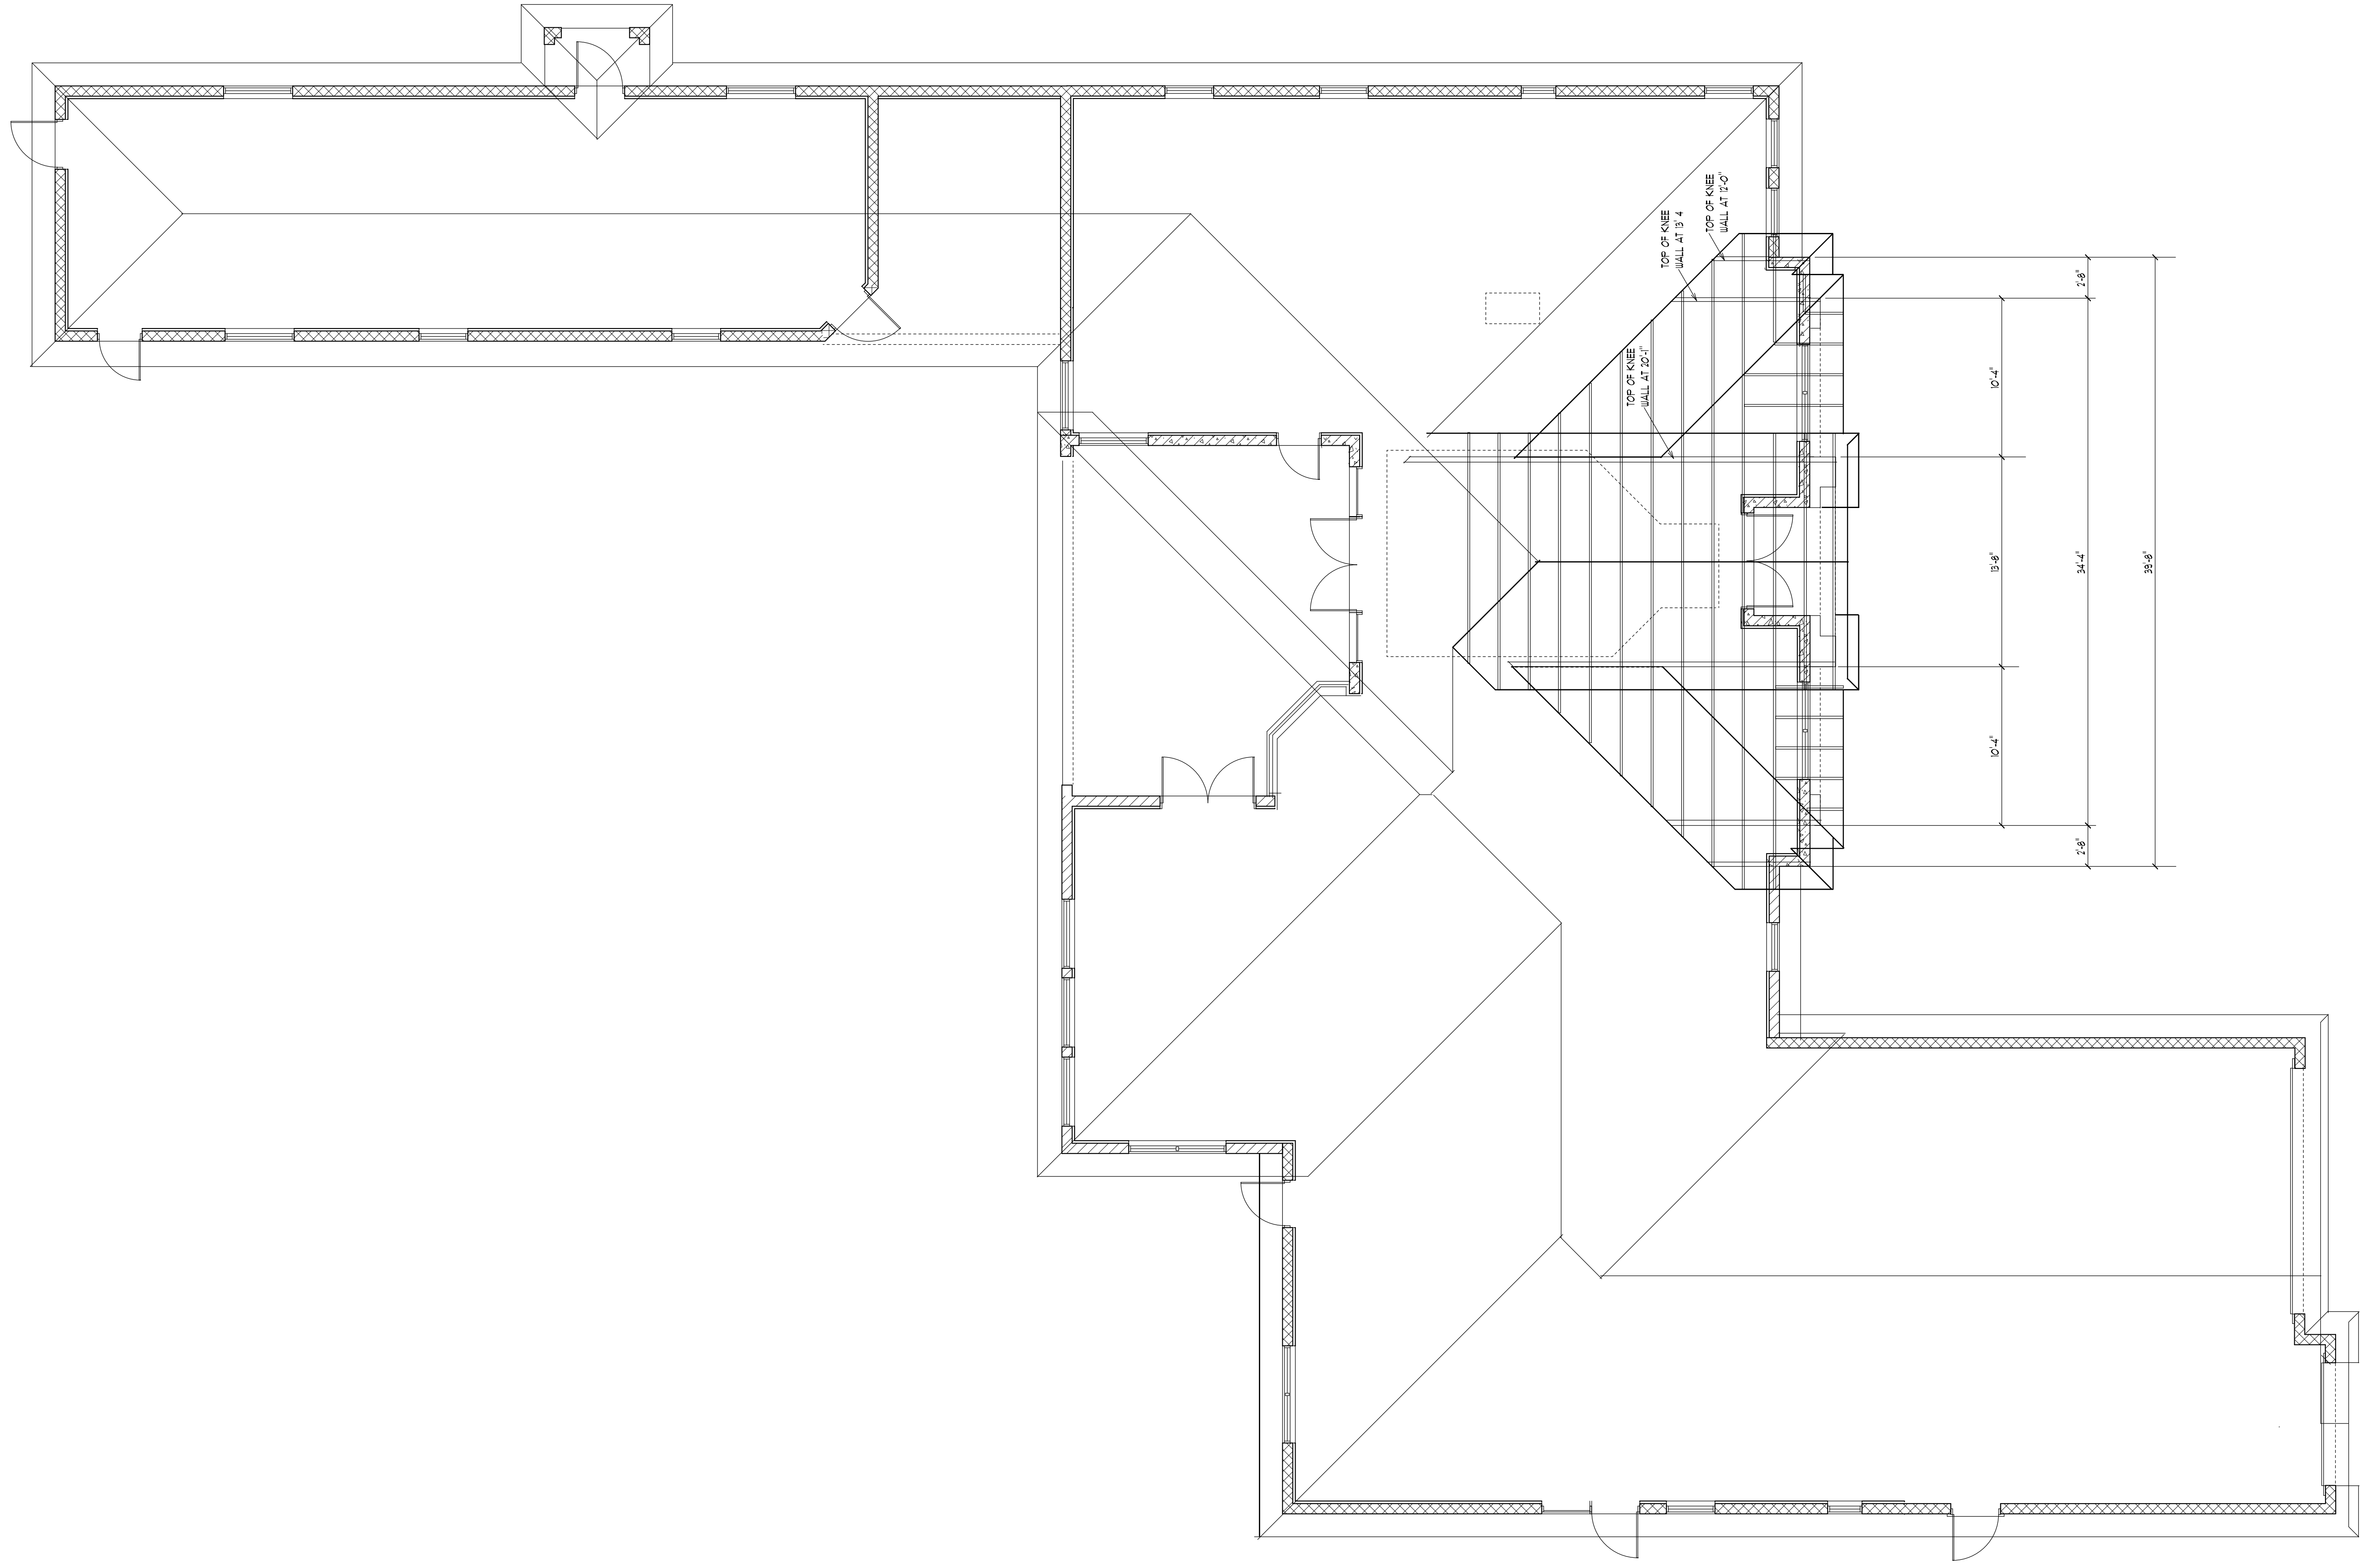 TOP OF KNEE
WALL AT 12'-0"
TOP OF KNEE
WALL AT 13' 4
TOP OF KNEE
WALL AT 20'-1"
2'-8"
10'-4"
13'-8"
34'-4"
39'-8"
10'-4"
2'-8"